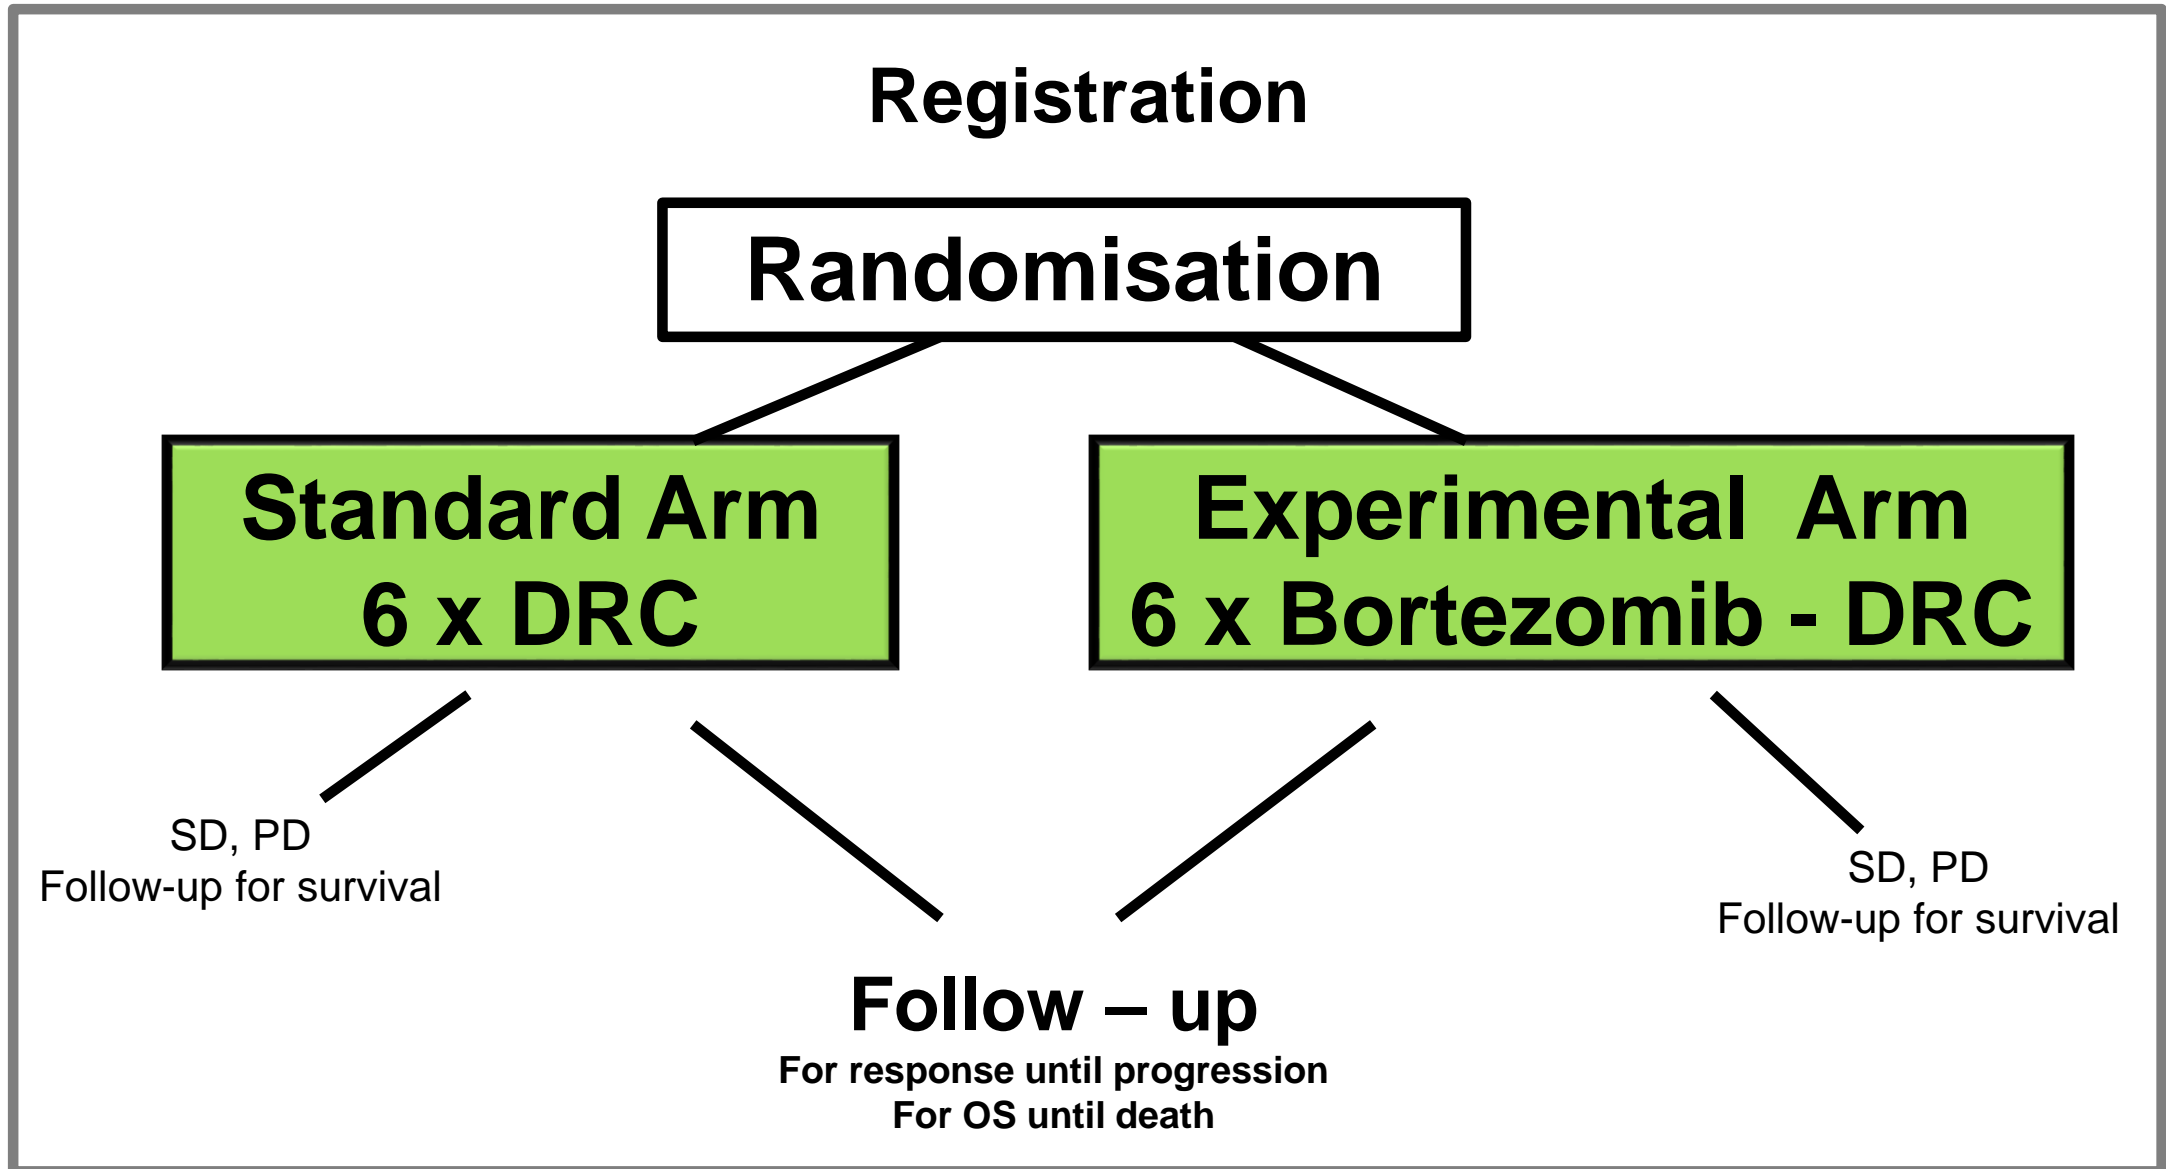 Registration
Randomisation
Standard Arm
6 x DRC
Experimental Arm
6 x Bortezomib - DRC
SD, PD
Follow-up for survival
SD, PD
Follow-up for survival
Follow – up
For response until progression
For OS until death